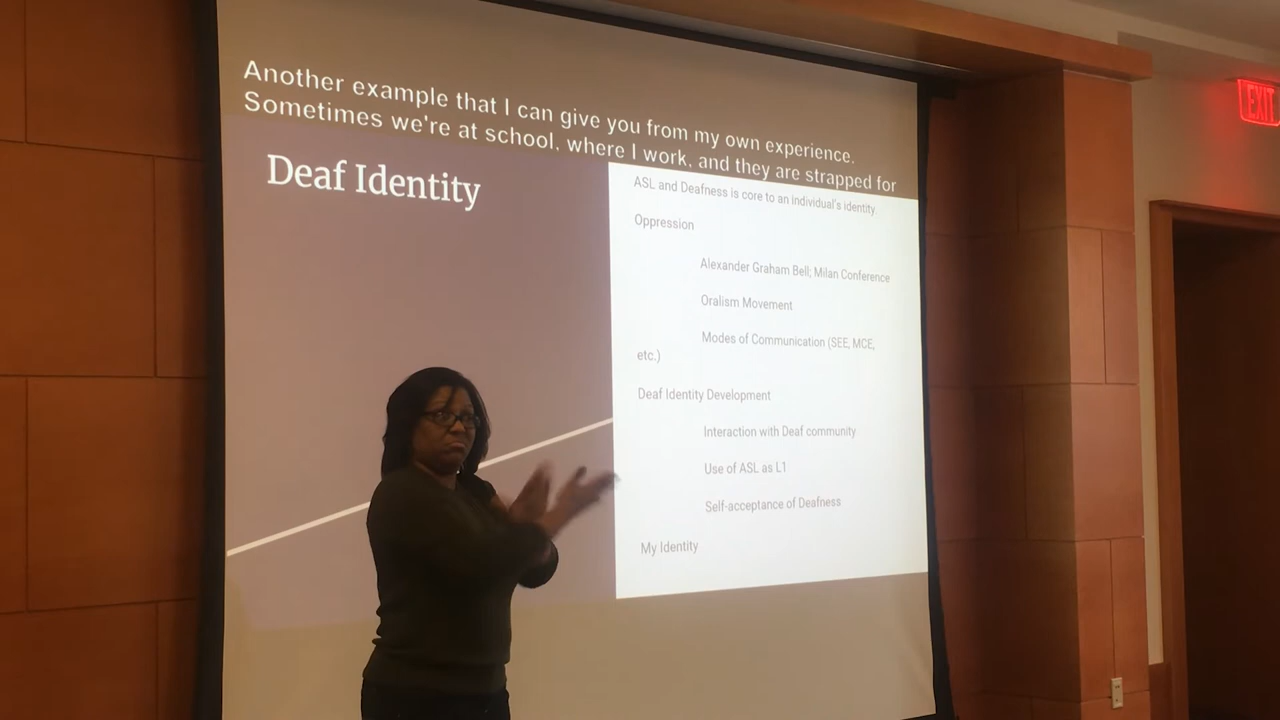 Another example that I can give you from my own experience.
Sometimes we're at school, where I work, and they are strapped for
Deaf Identity
ASL and Deafness is core to an individual's identity
Oppression
Alexander Graham Bell; Milan Conference
Oralism Movement
Modes of Communication (SEE, MCE,
etc.)
Deaf Identity Development
Interaction with Deaf community
Use of ASL as L1
Self-acceptance of Deafness
My Identity
EXIT